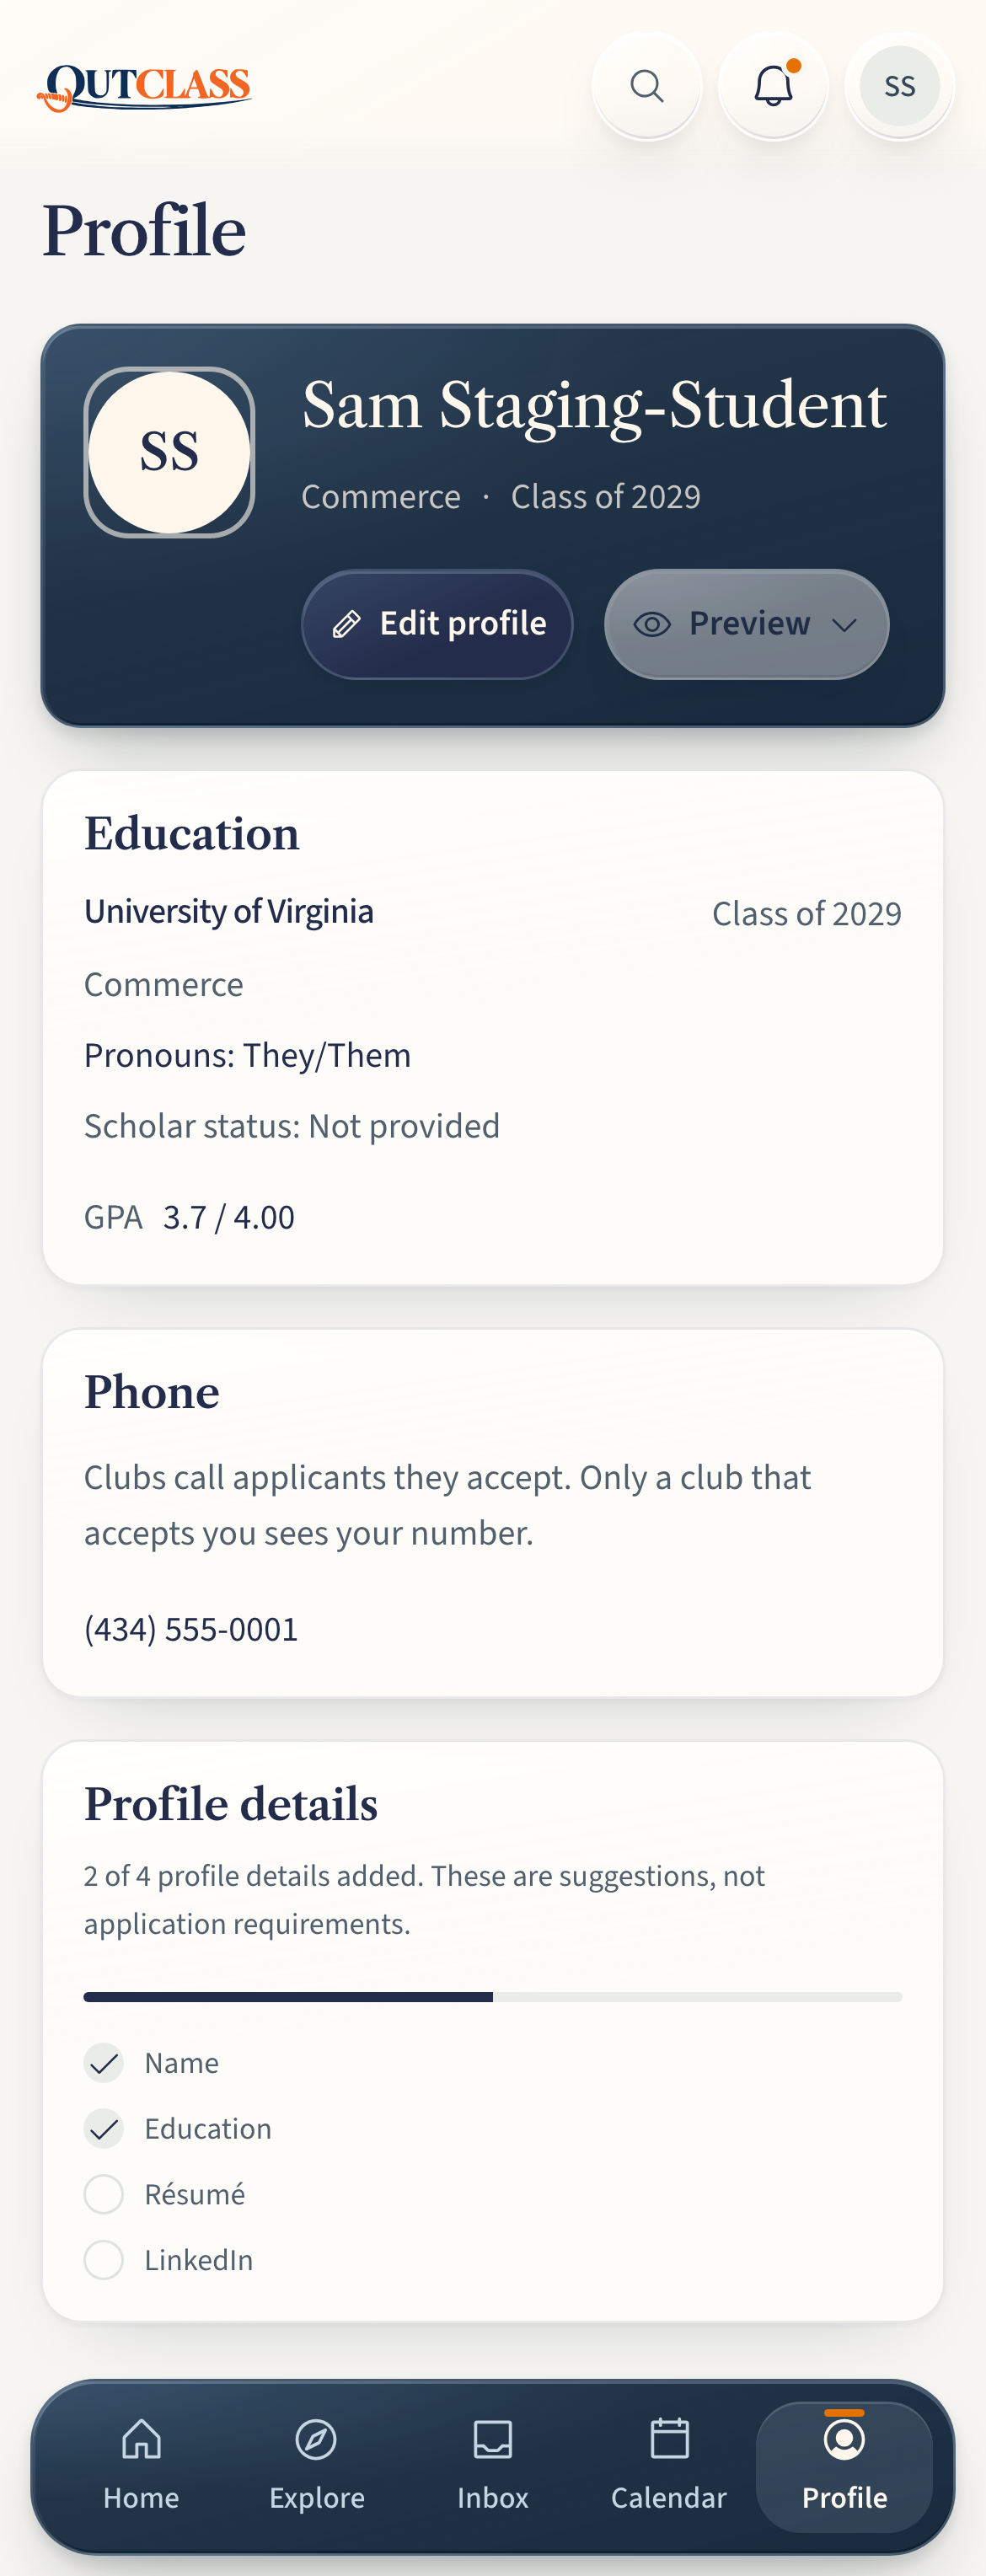 OUTCLASS
SS
Profile
SS
Sam Staging-Student
Commerce · Class of 2029
Edit profile
Preview
Education
University of Virginia
Class of 2029
Commerce
Pronouns: They/Them
Scholar status: Not provided
GPA 3.7 / 4.00
Phone
Clubs call applicants they accept. Only a club that
accepts you sees your number.
(434) 555-0001
Profile details
2 of 4 profile details added. These are suggestions, not
application requirements.
Name
Education
Résumé
LinkedIn
Home
Explore
Inbox
Calendar
Profile